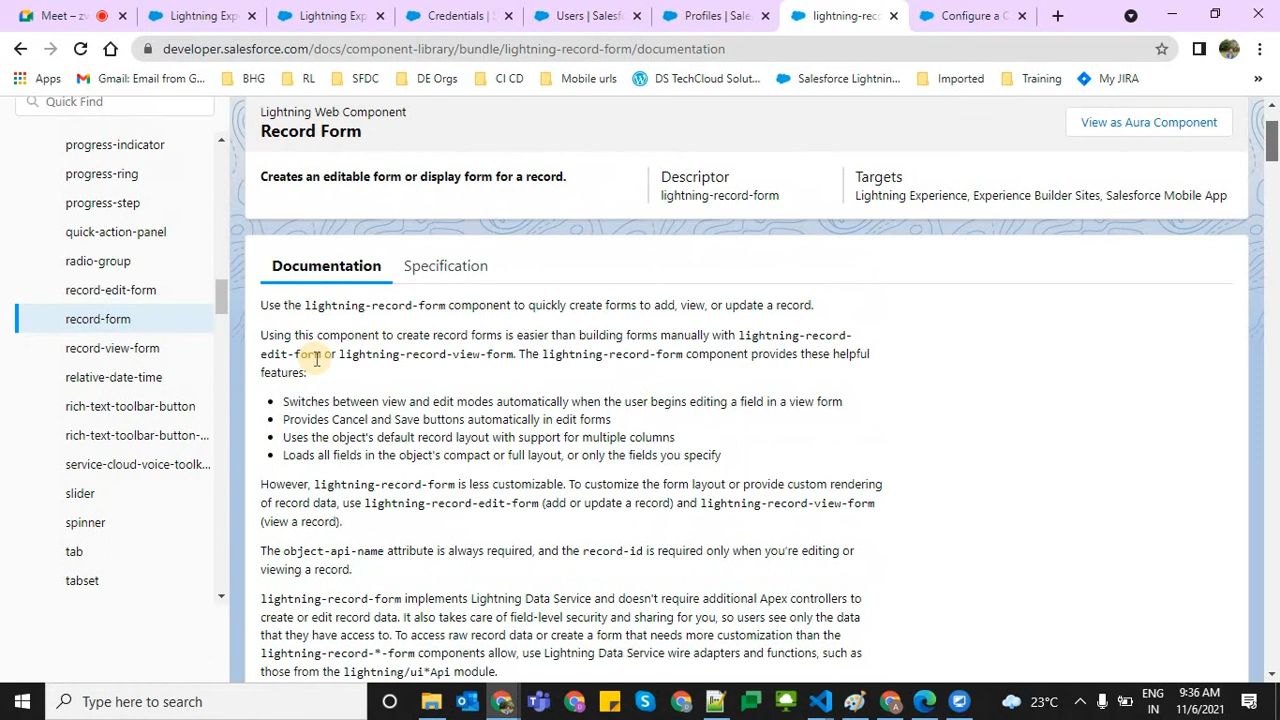 Meet – zv
Lightning Exp
Lightning Exp
Credentials | S
Users | Salesf
Profiles | Sale
lightning-reco
Configure a C
developer.salesforce.com/docs/component-library/bundle/lightning-record-form/documentation
Apps
Gmail: Email from G...
BHG
RL
SFDC
DE Orgs
CI CD
Mobile urls
DS TechCloud Solut...
Salesforce Lightnin...
Imported
Training
My JIRA
»
Quick Find
progress-indicator
progress-ring
progress-step
quick-action-panel
radio-group
record-edit-form
record-form
record-view-form
relative-date-time
rich-text-toolbar-button
rich-text-toolbar-button-...
service-cloud-voice-toolk...
slider
spinner
tab
tabset
Lightning Web Component
Record Form
View as Aura Component
Creates an editable form or display form for a record.
Descriptor
lightning-record-form
Targets
Lightning Experience, Experience Builder Sites, Salesforce Mobile App
Documentation
Specification
Use the lightning-record-form component to quickly create forms to add, view, or update a record.
Using this component to create record forms is easier than building forms manually with lightning-record-
edit-form or lightning-record-view-form. The lightning-record-form component provides these helpful
features:
• Switches between view and edit modes automatically when the user begins editing a field in a view form
• Provides Cancel and Save buttons automatically in edit forms
• Uses the object's default record layout with support for multiple columns
• Loads all fields in the object's compact or full layout, or only the fields you specify
However, lightning-record-form is less customizable. To customize the form layout or provide custom rendering
of record data, use lightning-record-edit-form (add or update a record) and lightning-record-view-form
(view a record).
The object-api-name attribute is always required, and the record-id is required only when you're editing or
viewing a record.
lightning-record-form implements Lightning Data Service and doesn't require additional Apex controllers to
create or edit record data. It also takes care of field-level security and sharing for you, so users see only the data
that they have access to. To access raw record data or create a form that needs more customization than the
lightning-record-*-form components allow, use Lightning Data Service wire adapters and functions, such as
those from the lightning/ui*Api module.
Type here to search
23°C
ENG
IN
9:36 AM
11/6/2021